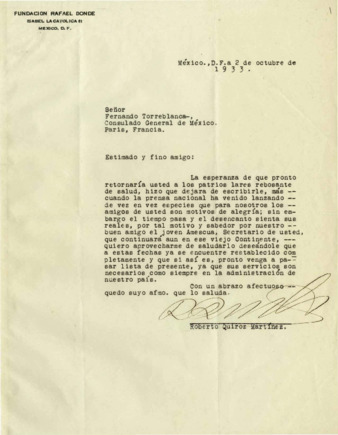 FUNDACION RAFAEL DONDE
ISABEL LA CATOLICA 81
MEXICO, D. F.
México., D.F.a 2 de octubre de
1 9 3 3 .
Señor
Fernando Torreblanca-,
Consulado General de México.
Paris, Francia.
Estimado y fino amigo:
La esperanza de que pronto
retornaría usted a los patrios lares rebosante
de salud, hizo que dejara de escribirle, más --
cuando la prensa nacional ha venido lanzando --
de vez en vez especies que para nosotros los --
amigos de usted son motivos de alegría; sin em-
bargo el tiempo pasa y el desencanto sienta sus
reales, por tal motivo y sabedor por nuestro --
buen amigo el joven Amescua, Secretario de usted,
que continuará aun en ese viejo Continente, ---
quiero aprovecharme de saludarlo deseándole que
a estas fechas ya se encuentre restablecido com
pletamente y que si así es, pronto venga a pa-
sar lista de presente, ya que sus servicios son
necesarios como siempre en la administración de
nuestro país.
Con un abrazo afectuoso --
quedo suyo afmo. que lo saluda.
Roberto Quiros Martínez.